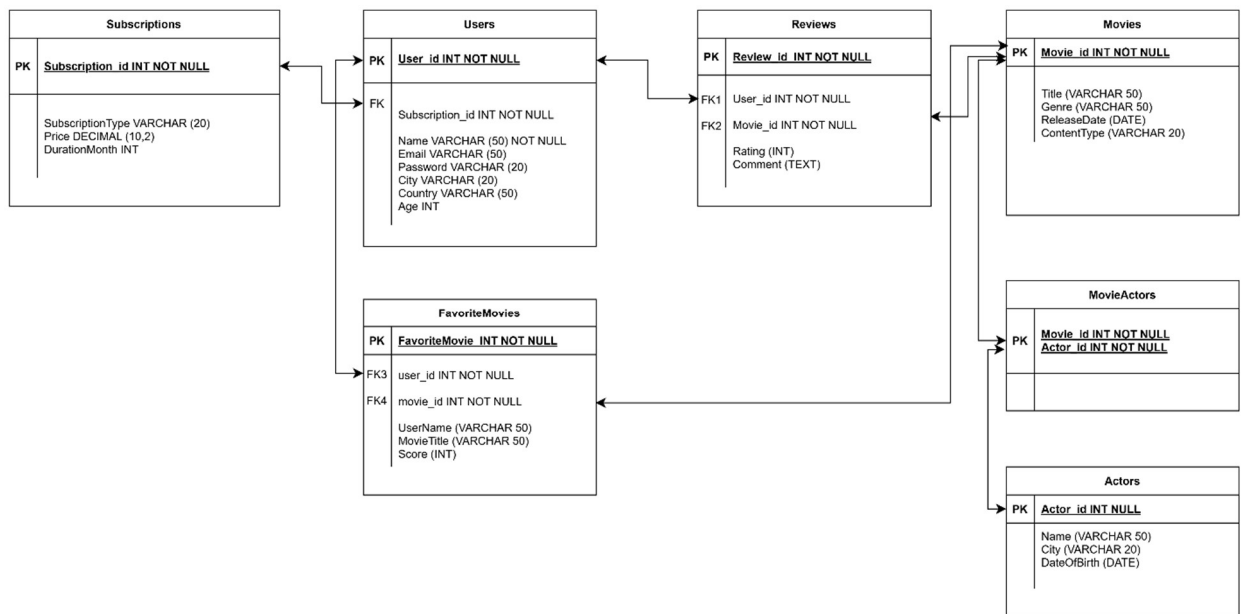 Subscriptions
PK Subscription_id INT NOT NULL
SubscriptionType VARCHAR (20)
Price DECIMAL (10,2)
DurationMonth INT
Users
PK User_id INT NOT NULL
FK
Subscription_id INT NOT NULL
Name VARCHAR (50) NOT NULL
Email VARCHAR (50)
Password VARCHAR (20)
City VARCHAR (20)
Country VARCHAR (50)
Age INT
Reviews
PK Review_id INT NOT NULL
FK1 User_id INT NOT NULL
FK2 Movie_id INT NOT NULL
Rating (INT)
Comment (TEXT)
Movies
PK Movie_id INT NOT NULL
Title (VARCHAR 50)
Genre (VARCHAR 50)
ReleaseDate (DATE)
ContentType (VARCHAR 20)
FavoriteMovies
PK FavoriteMovie_INT NOT NULL
FK3 user_id INT NOT NULL
FK4 movie_id INT NOT NULL
UserName (VARCHAR 50)
MovieTitle (VARCHAR 50)
Score (INT)
MovieActors
Movie_id INT NOT NULL
PK Actor_id INT NOT NULL
Actors
PK Actor_id INT NULL
Name (VARCHAR 50)
City (VARCHAR 20)
DateOfBirth (DATE)